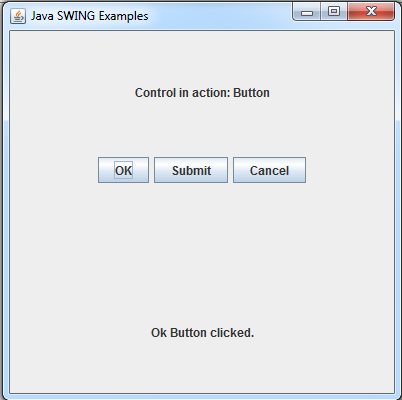 Java SWING Examples
Control in action: Button
OK Submit Cancel
Ok Button clicked.